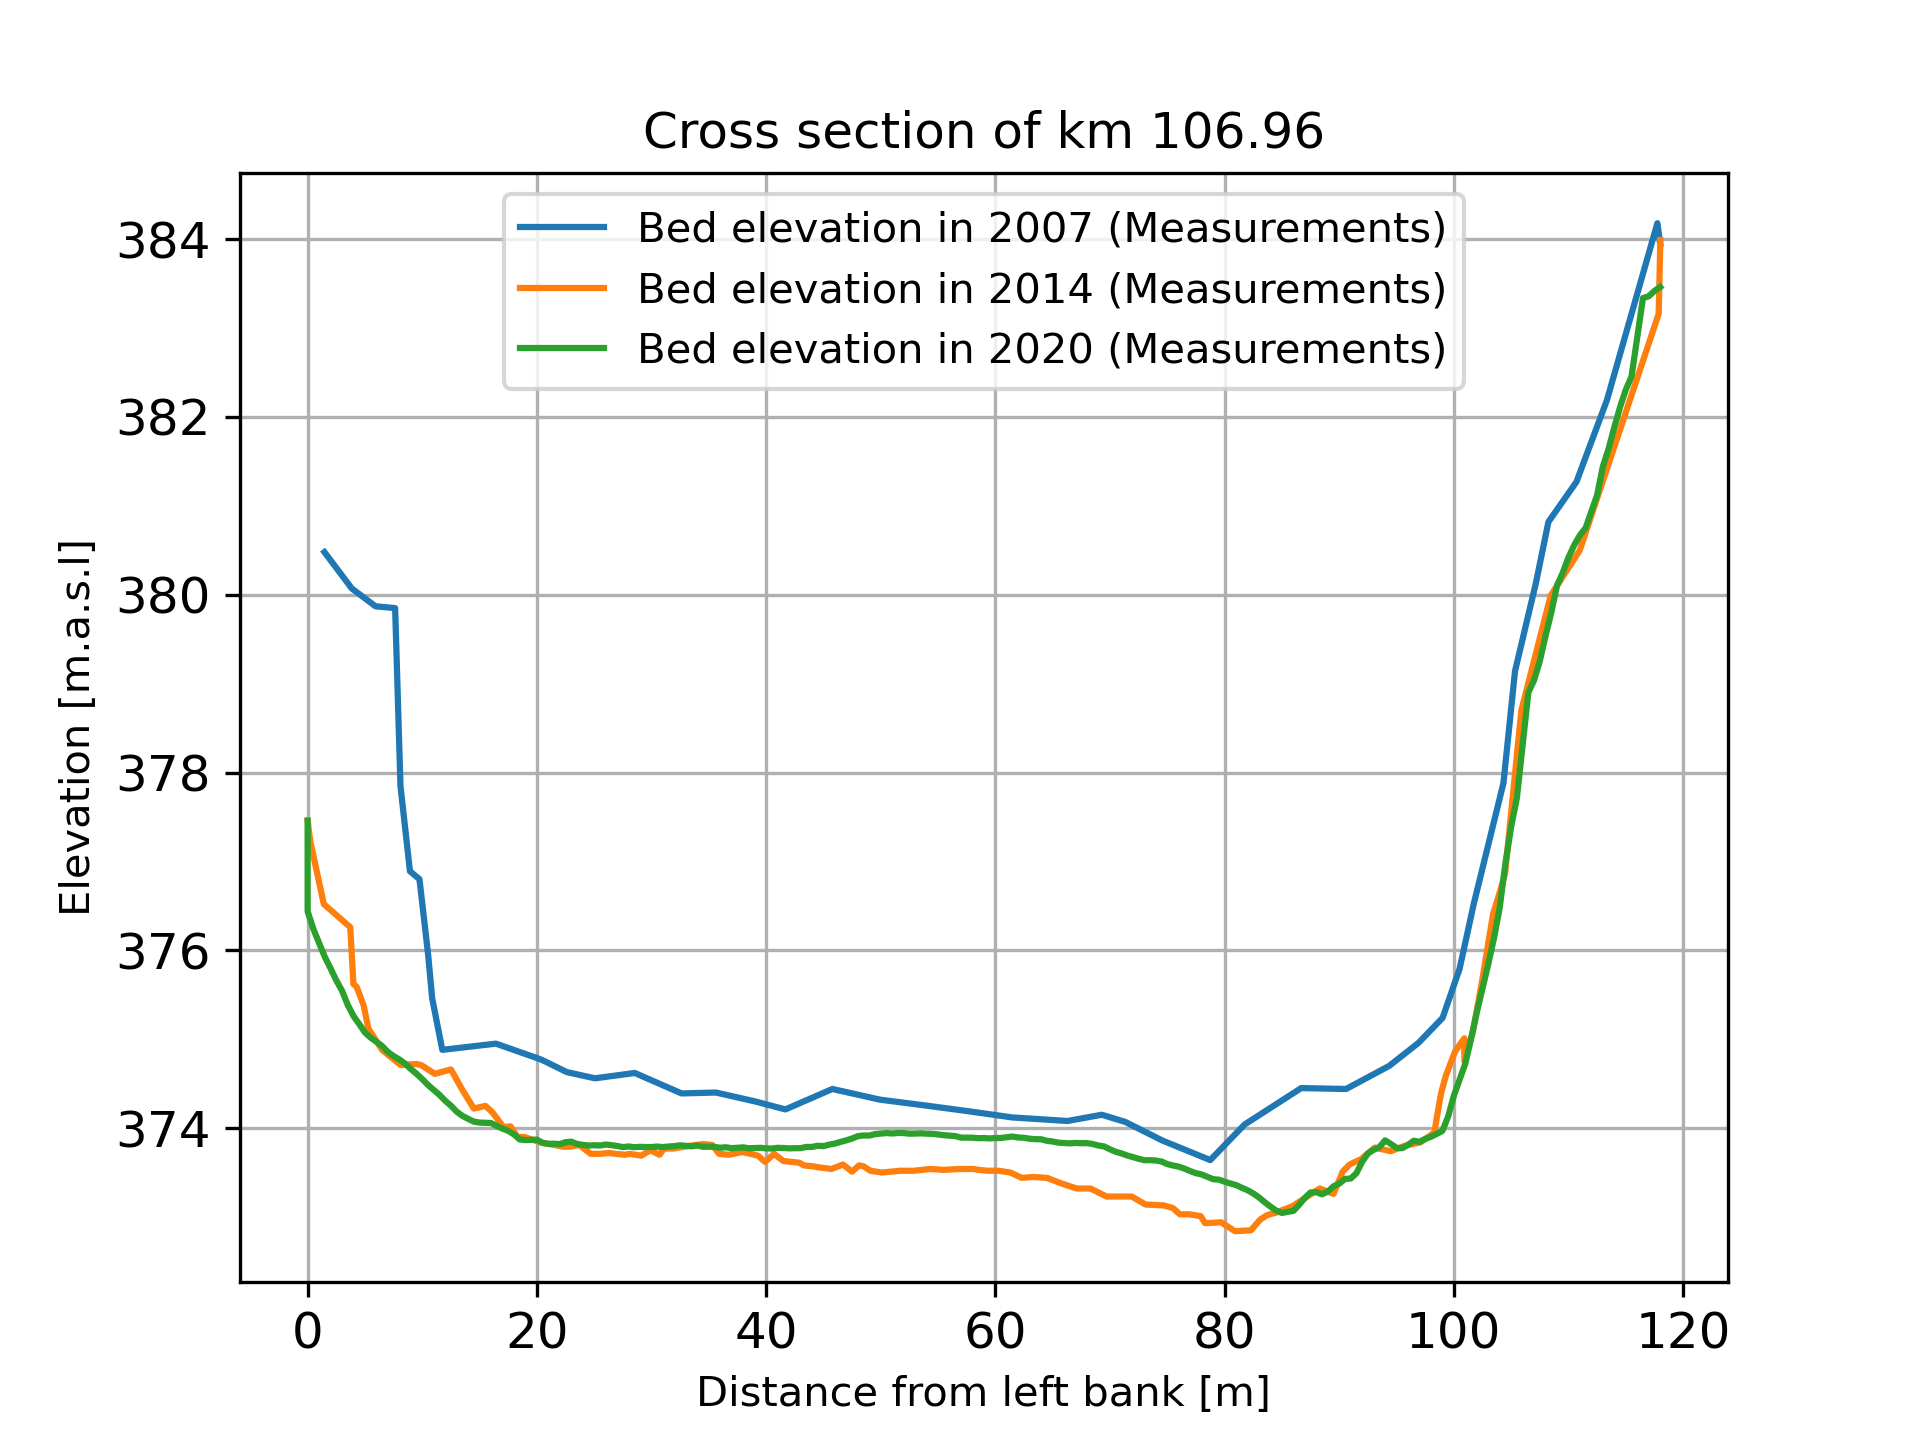 Cross section of km 106.96
Bed elevation in 2007 (Measurements)
Bed elevation in 2014 (Measurements)
Bed elevation in 2020 (Measurements)
Elevation [m.a.s.l]
384
382
380
378
376
374
0 20 40 60 80 100 120
Distance from left bank [m]